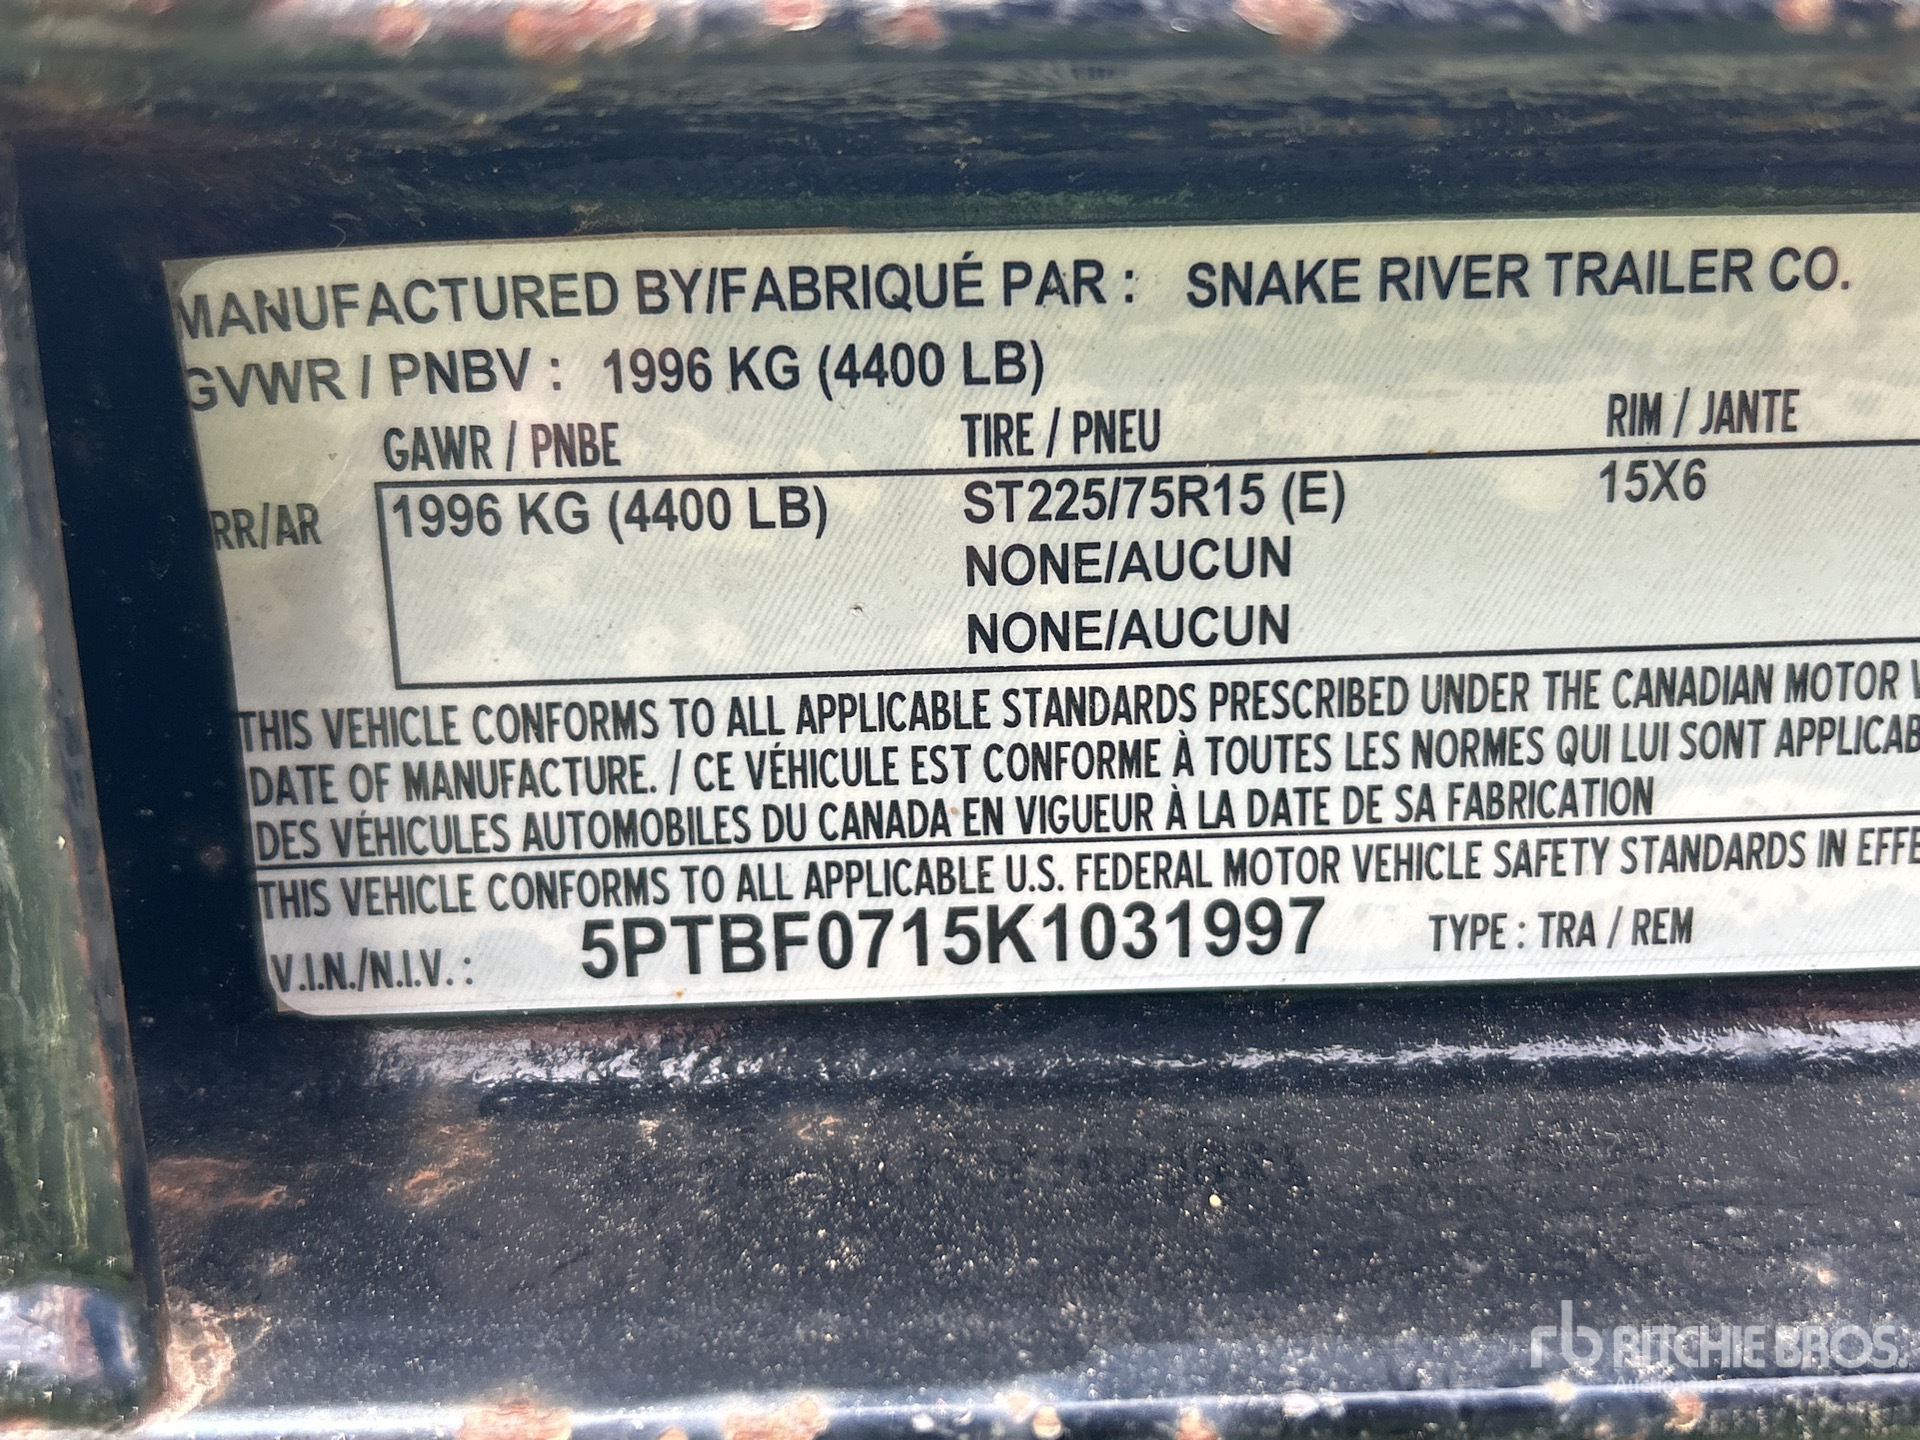 MANUFACTURED BY/FABRIQUÉ PAR : SNAKE RIVER TRAILER CO.
GVWR / PNBV : 1996 KG (4400 LB)
GAWR / PNBE TIRE / PNEU RIM / JANTE
RR/AR 1996 KG (4400 LB) ST225/75R15 (E) 15X6
NONE/AUCUN
NONE/AUCUN
THIS VEHICLE CONFORMS TO ALL APPLICABLE STANDARDS PRESCRIBED UNDER THE CANADIAN MOTOR V
DATE OF MANUFACTURE. / CE VÉHICULE EST CONFORME À TOUTES LES NORMES QUI LUI SONT APPLICAB
DES VÉHICULES AUTOMOBILES DU CANADA EN VIGUEUR À LA DATE DE SA FABRICATION
THIS VEHICLE CONFORMS TO ALL APPLICABLE U.S. FEDERAL MOTOR VEHICLE SAFETY STANDARDS IN EFFE
V.I.N./N.I.V. : 5PTBF0715K1031997 TYPE : TRA / REM
rb RITCHIE BROS.